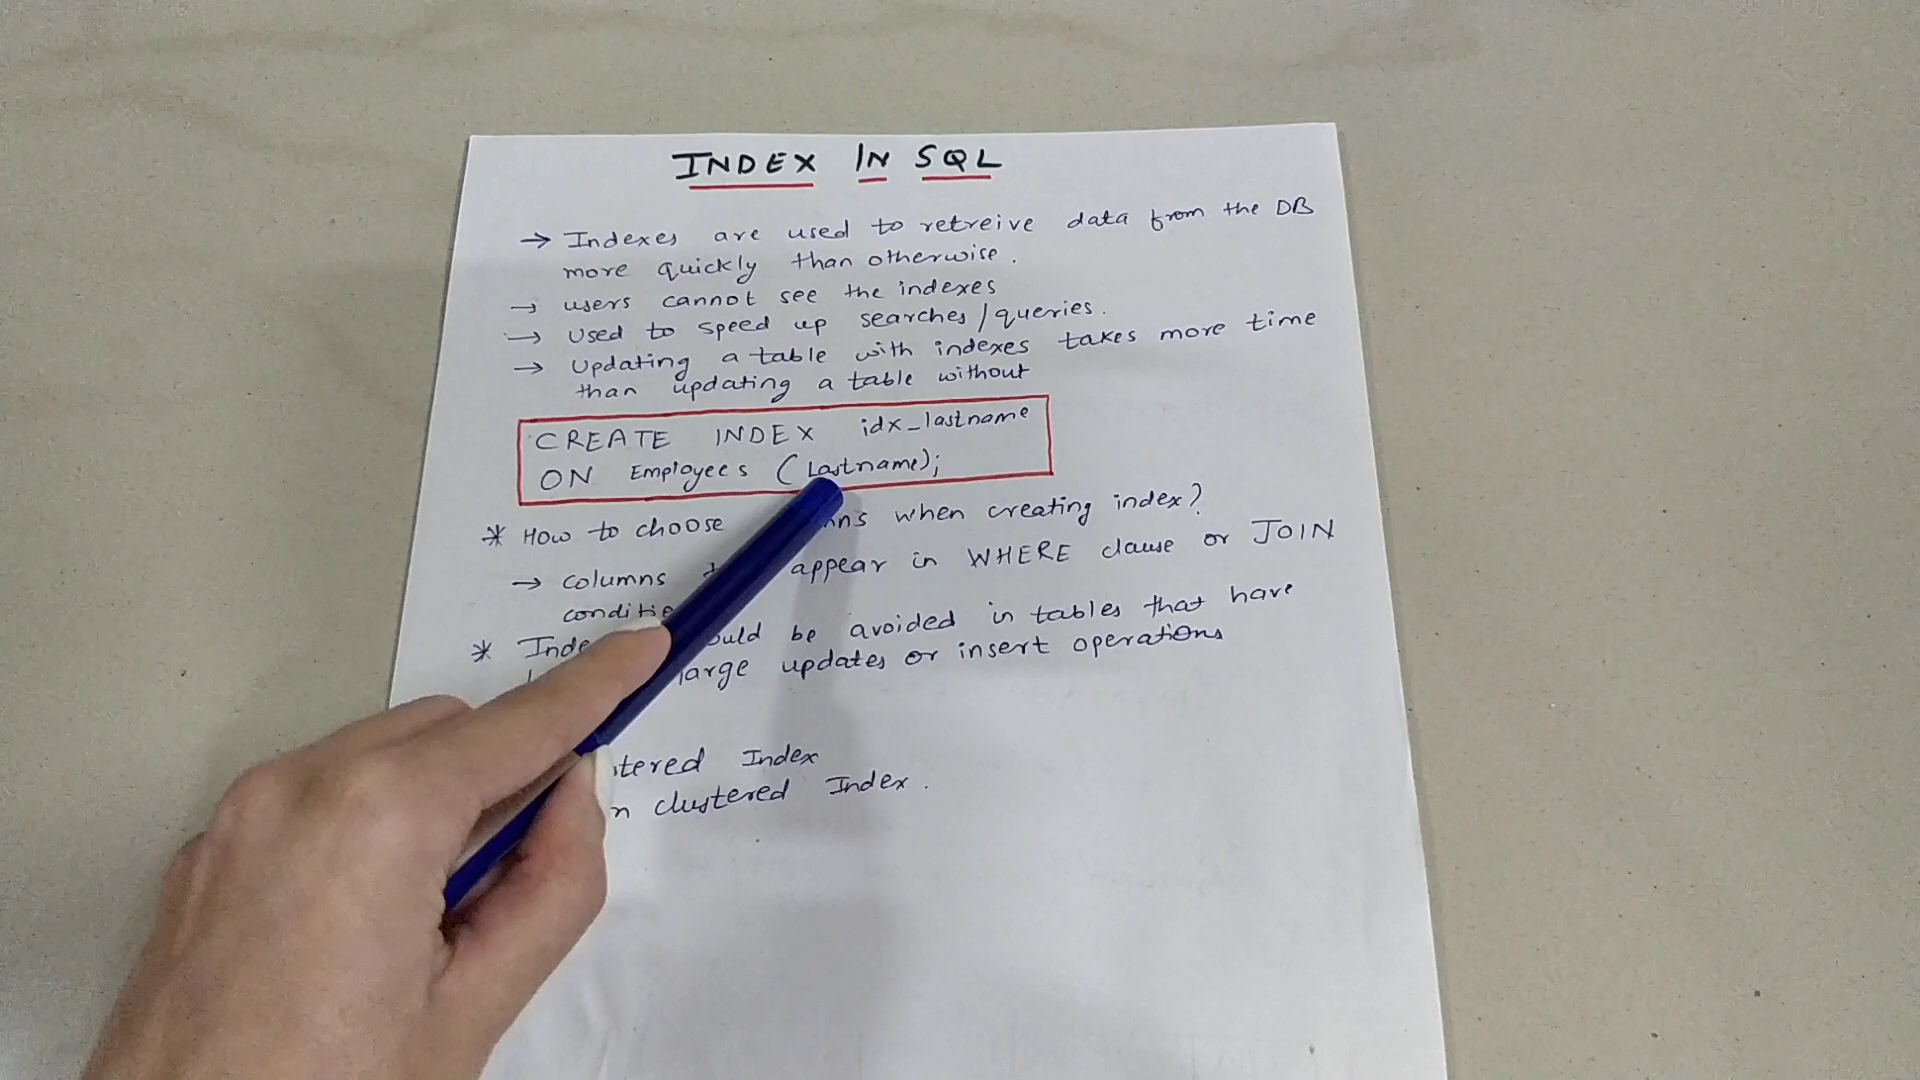 INDEX IN SQL
→ Indexes are used to retreive data from the DB
more quickly than otherwise.
→ users cannot see the indexes
→ Used to speed up searches/queries.
→ Updating a table with indexes takes more time
than updating a table without
CREATE INDEX idx_lastname
ON Employees (Lastname);
* How to choose when creating index?
→ columns appear in WHERE clause or JOIN
* be avoided in tables that have
large updates or insert operations
Index
clustered Index.